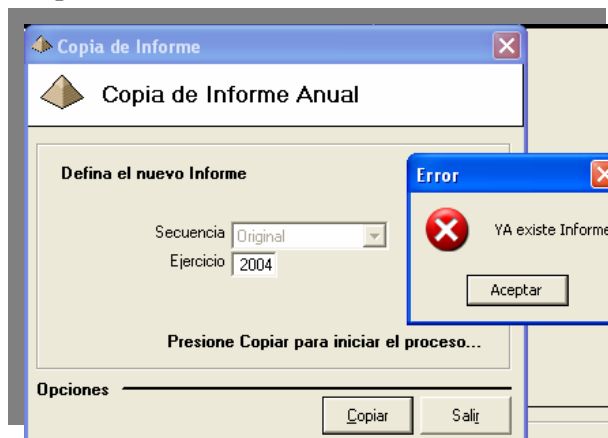 Copia de Informe
Copia de Informe Anual
Defina el nuevo Informe
Error
Secuencia Original
YA existe Informe
Ejercicio 2004
Aceptar
Presione Copiar para iniciar el proceso...
Opciones
Copiar Salir